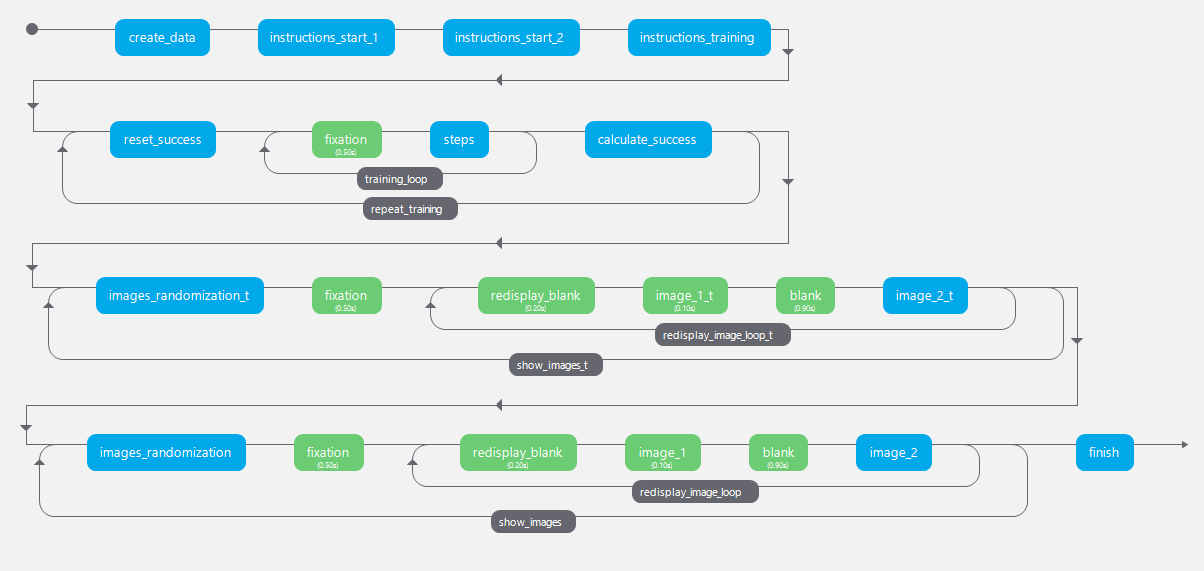 create_data
instructions_start_1
instructions_start_2
instructions_training
reset_success
fixation
(0.50s)
steps
calculate_success
training_loop
repeat_training
images_randomization_t
fixation
(0.50s)
redisplay_blank
(0.20s)
image_1_t
(0.10s)
blank
(0.90s)
image_2_t
redisplay_image_loop_t
show_images_t
images_randomization
fixation
(0.50s)
redisplay_blank
(0.20s)
image_1
(0.10s)
blank
(0.90s)
image_2
finish
redisplay_image_loop
show_images